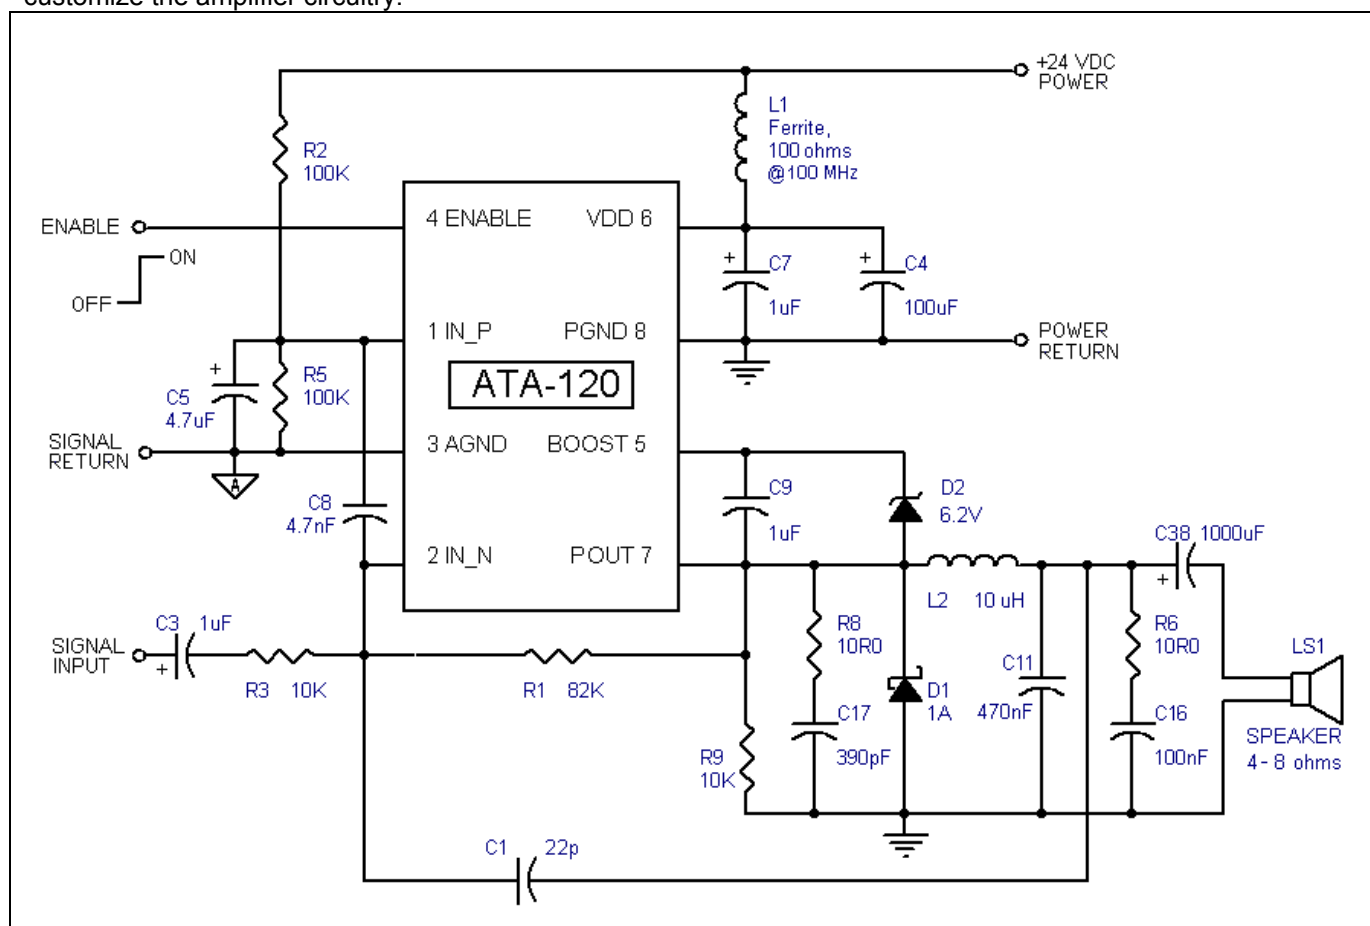 customize the amplifier circuitry.
+24 VDC
POWER
L1
Ferrite,
100 ohms
@100 MHz
R2
100K
ENABLE
ON
OFF
4 ENABLE
VDD 6
+
C7
1uF
+
C4
100uF
1 IN_P
PGND 8
POWER
RETURN
ATA-120
+
C5
4.7uF
R5
100K
SIGNAL
RETURN
A
3 AGND
BOOST 5
C8
4.7nF
C9
1uF
D2
6.2V
2 IN_N
POUT 7
C38 1000uF
+
L2 10 uH
C3 1uF
+
SIGNAL
INPUT
R3 10K
R1 82K
R8
10R0
R6
10R0
LS1
C11
470nF
D1
1A
C17
390pF
C16
100nF
SPEAKER
4-8 ohms
R9
10K
C1 22p